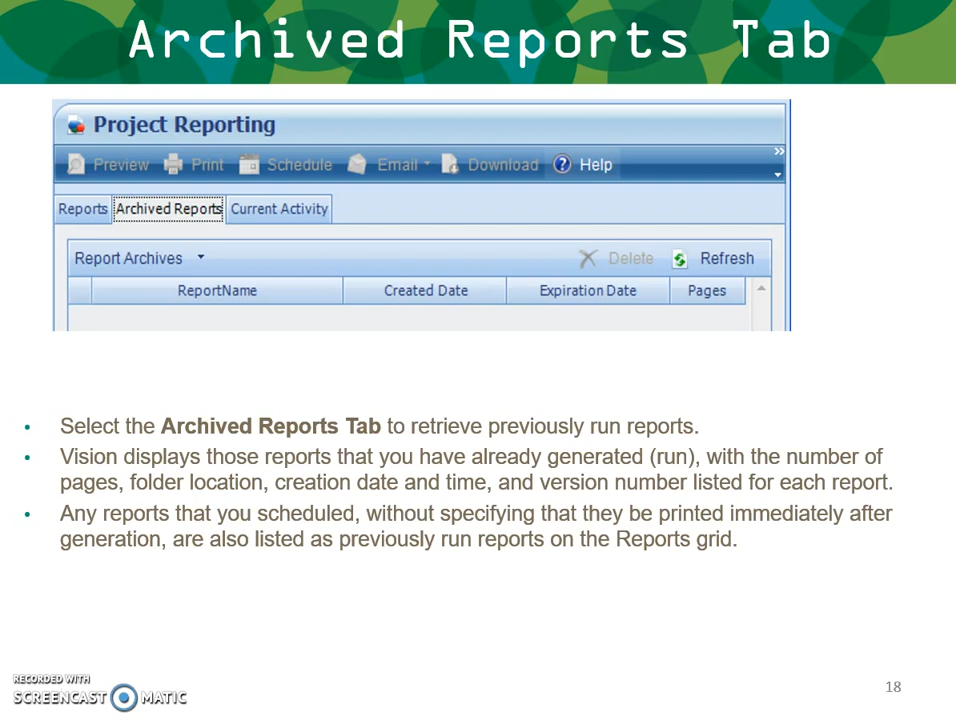 Archived Reports Tab
Project Reporting
Preview Print Schedule Email Download Help
Reports Archived Reports Current Activity
Report Archives Delete Refresh
ReportName Created Date Expiration Date Pages
• Select the Archived Reports Tab to retrieve previously run reports.
• Vision displays those reports that you have already generated (run), with the number of
pages, folder location, creation date and time, and version number listed for each report.
• Any reports that you scheduled, without specifying that they be printed immediately after
generation, are also listed as previously run reports on the Reports grid.
RECORDED WITH
SCREENCAST MATIC
18